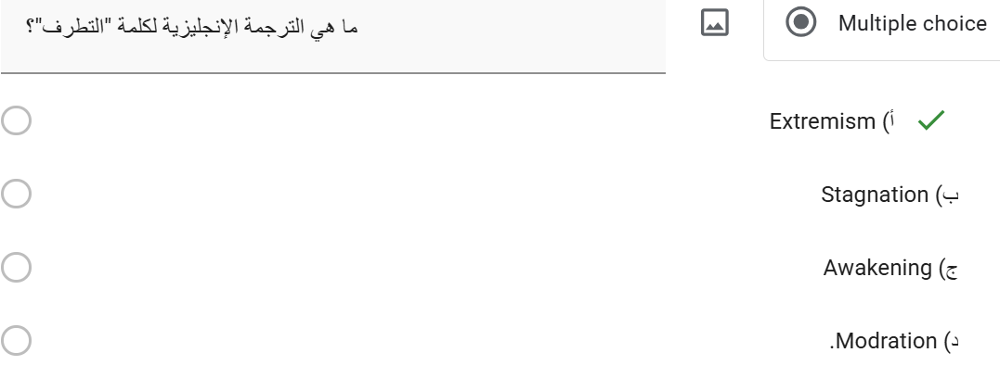 ما هي الترجمة الإنجليزية لكلمة "التطرف"؟
Multiple choice
أ) Extremism
ب) Stagnation
ج) Awakening
د) Modration.